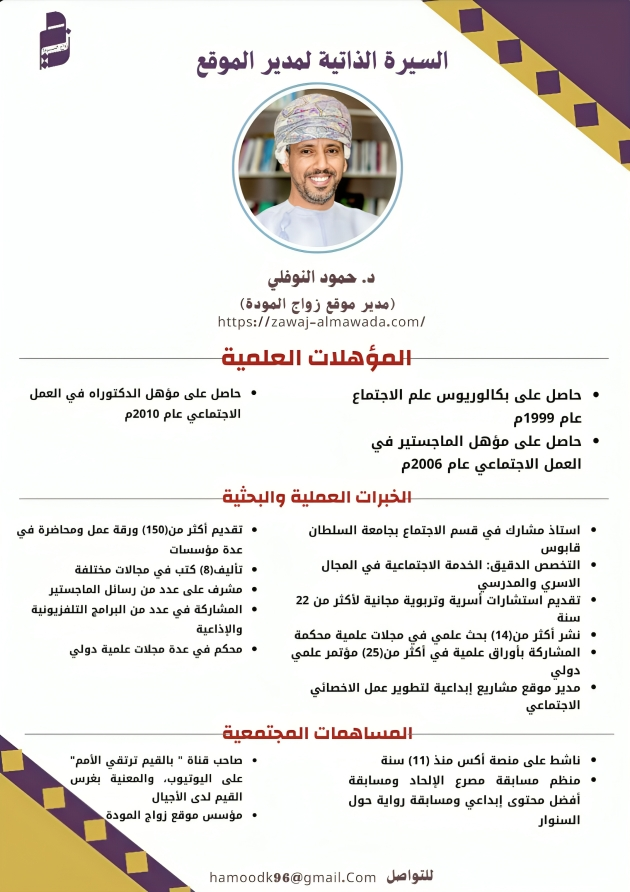 السيرة الذاتية لمدير الموقع
د. حمود النوفلي
(مدير موقع زواج المودة)
https://zawaj-almawada.com/
المؤهلات العلمية
• حاصل على بكالوريوس علم الاجتماع
عام 1999م
• حاصل على مؤهل الماجستير في
العمل الاجتماعي عام 2006م
• حاصل على مؤهل الدكتوراه في العمل
الاجتماعي عام 2010م
الخبرات العملية والبحثية
• استاذ مشارك في قسم الاجتماع بجامعة السلطان
قابوس
• التخصص الدقيق: الخدمة الاجتماعية في المجال
الاسري والمدرسي
• تقديم استشارات أسرية وتربوية مجانية لأكثر من 22
سنة
• نشر أكثر من(14) بحث علمي في مجلات علمية محكمة
• المشاركة بأوراق علمية في أكثر من(25) مؤتمر علمي
دولي
• مدير موقع مشاريع إبداعية لتطوير عمل الاخصائي
الاجتماعي
• تقديم أكثر من(150) ورقة عمل ومحاضرة في
عدة مؤسسات
• تأليف(8) كتب في مجالات مختلفة
• مشرف على عدد من رسائل الماجستير
• المشاركة في عدد من البرامج التلفزيونية
والإذاعية
• محكم في عدة مجلات علمية دولي
المساهمات المجتمعية
• ناشط على منصة أكس منذ (11) سنة
• منظم مسابقة مصرع الإلحاد ومسابقة
أفضل محتوى إبداعي ومسابقة رواية حول
السنوار
• صاحب قناة " بالقيم ترتقي الأمم"
على اليوتيوب، والمعنية بغرس
القيم لدى الأجيال
• مؤسس موقع زواج المودة
للتواصل hamoodk96@gmail.Com